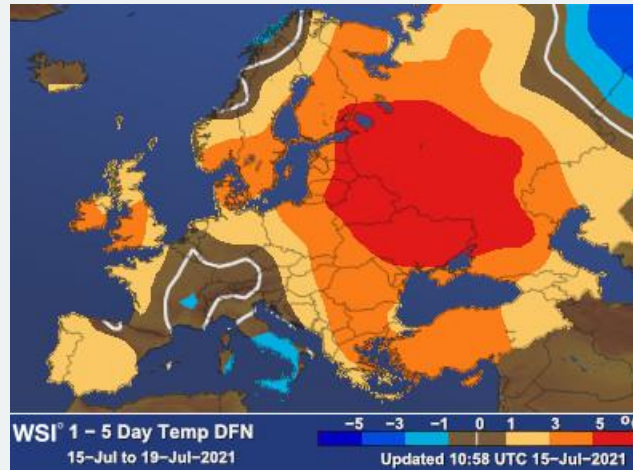 WSI® 1 – 5 Day Temp DFN
15-Jul to 19-Jul-2021
-5 -3 -1 0 1 3 5 º
Updated 10:58 UTC 15-Jul-2021